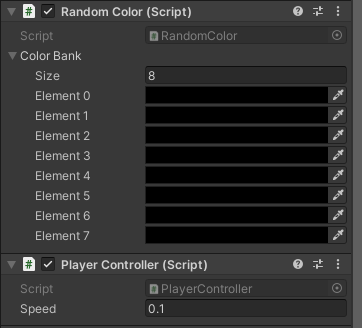 Random Color (Script)
Script RandomColor
Color Bank
Size 8
Element 0
Element 1
Element 2
Element 3
Element 4
Element 5
Element 6
Element 7
Player Controller (Script)
Script PlayerController
Speed 0.1